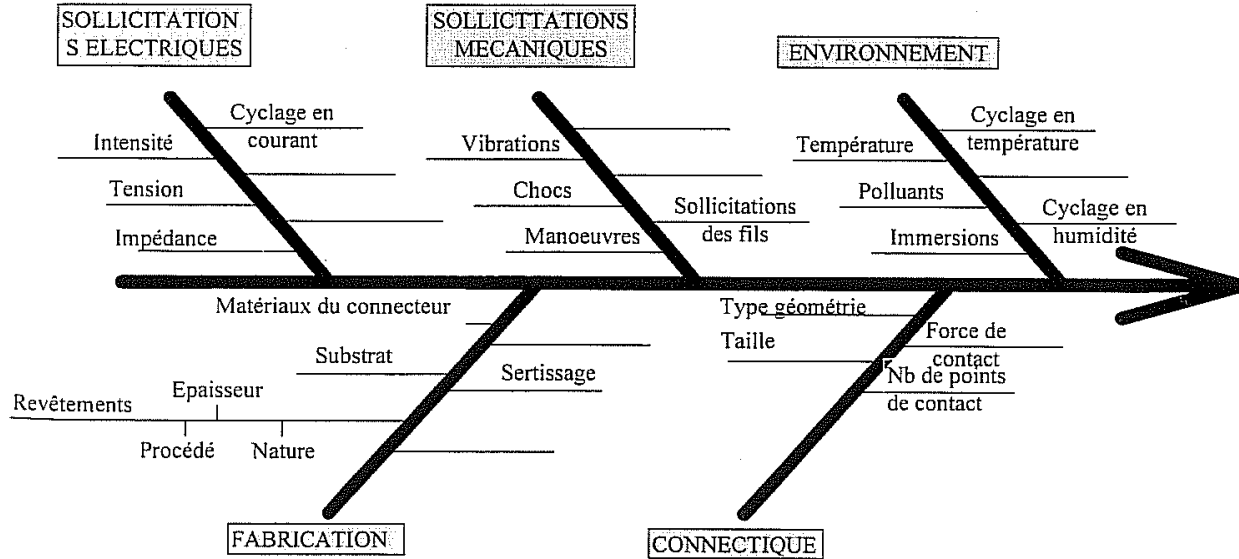 SOLLICITATION
S ELECTRIQUES
SOLLICTTATIONS
MECANIQUES
ENVIRONNEMENT
Cyclage en
courant
Intensité
Tension
Impédance
Vibrations
Chocs
Manoeuvres
Sollicitations
des fils
Cyclage en
température
Température
Polluants
Cyclage en
humidité
Immersions
Matériaux du connecteur
Substrat
Sertissage
Epaisseur
Revêtements
Procédé
Nature
Type géométrie
Taille
Force de
contact
Nb de points
de contact
FABRICATION
CONNECTIQUE